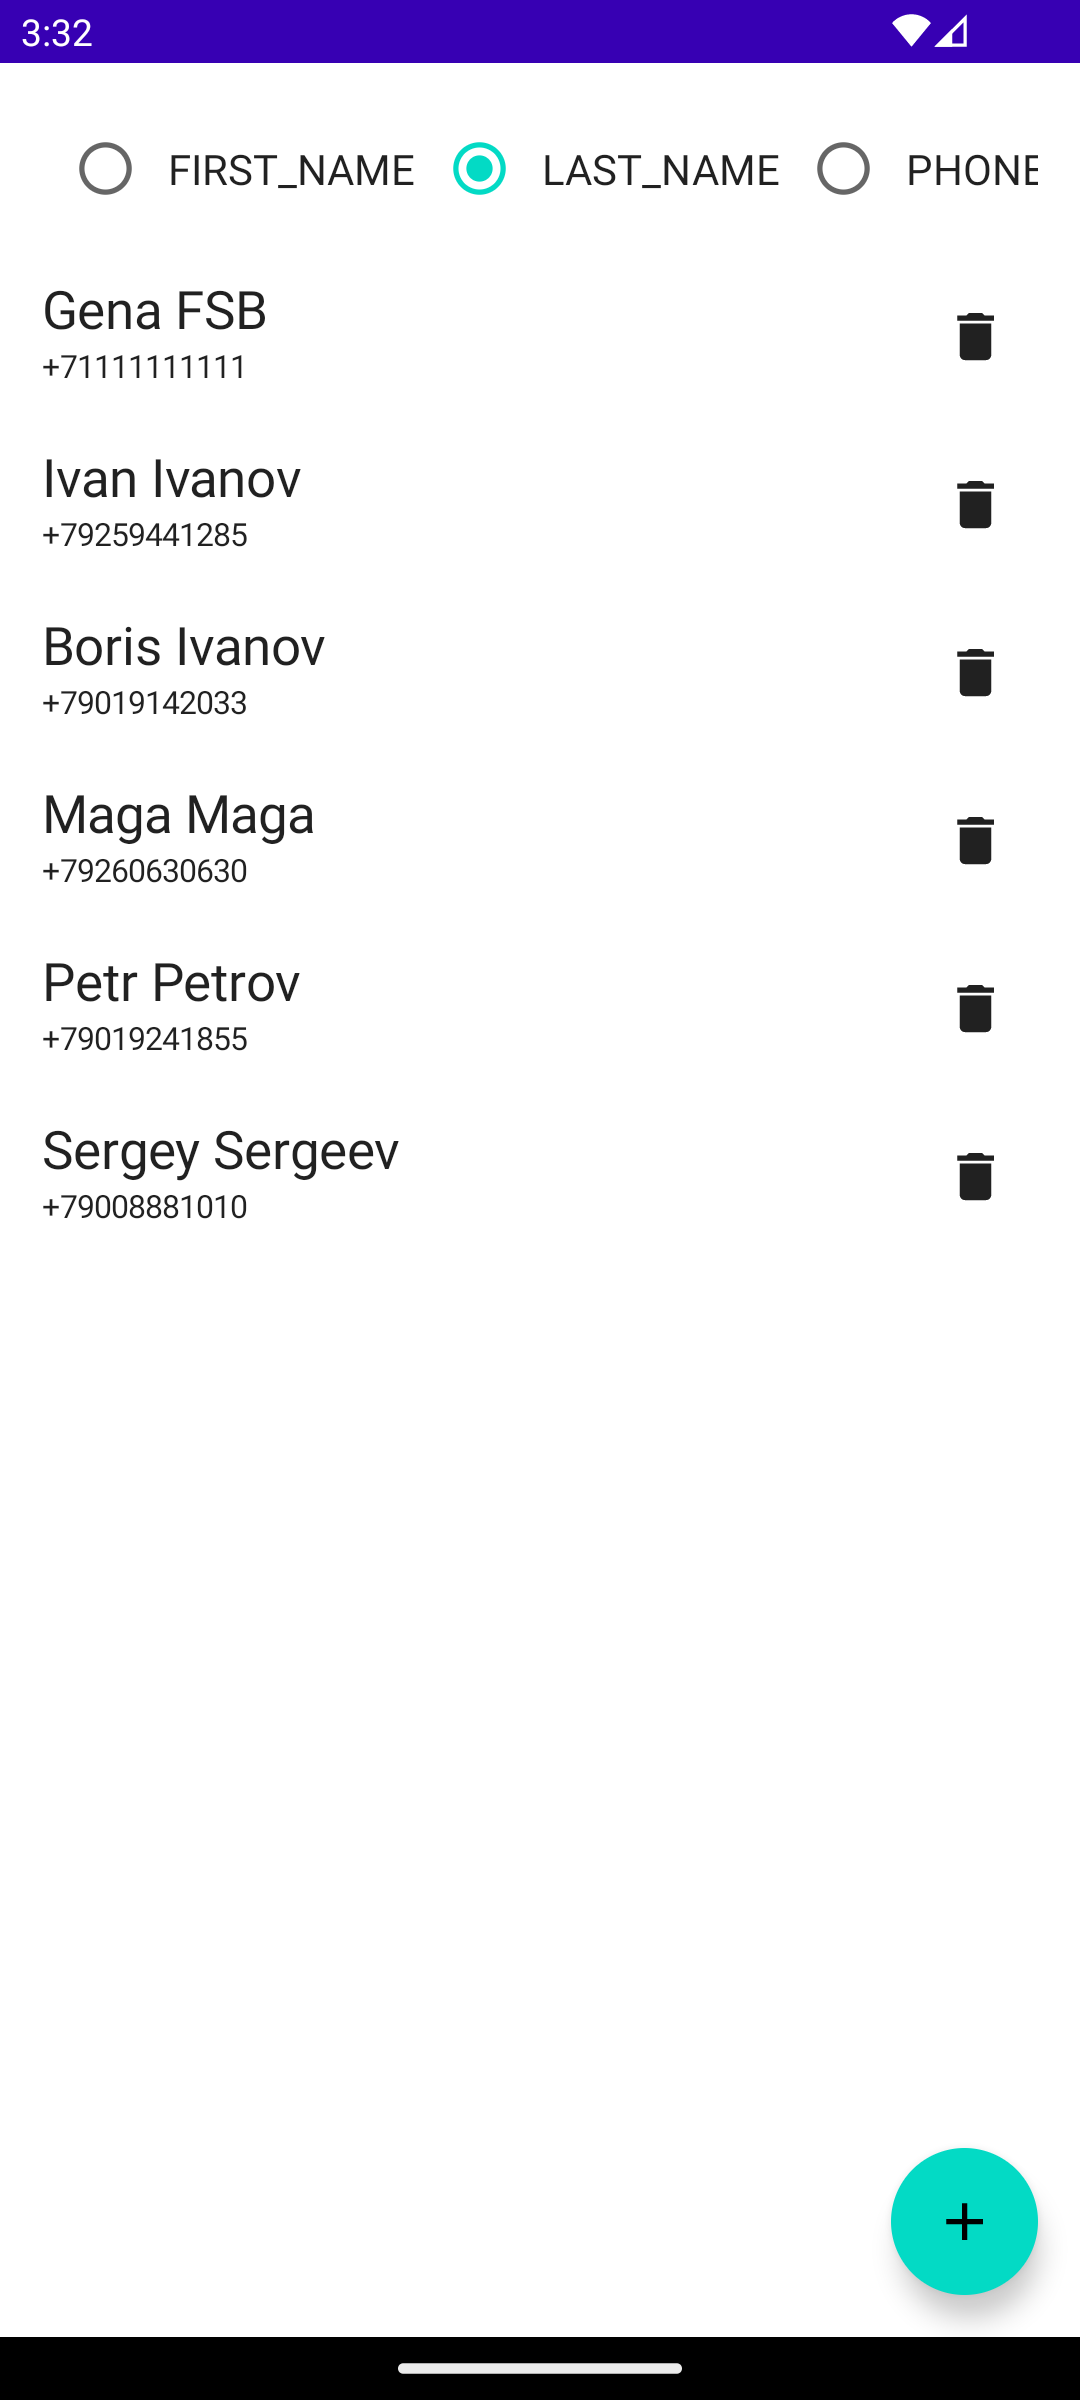 3:32
FIRST_NAME LAST_NAME PHONE
Gena FSB
+71111111111
Ivan Ivanov
+79259441285
Boris Ivanov
+79019142033
Maga Maga
+79260630630
Petr Petrov
+79019241855
Sergey Sergeev
+79008881010